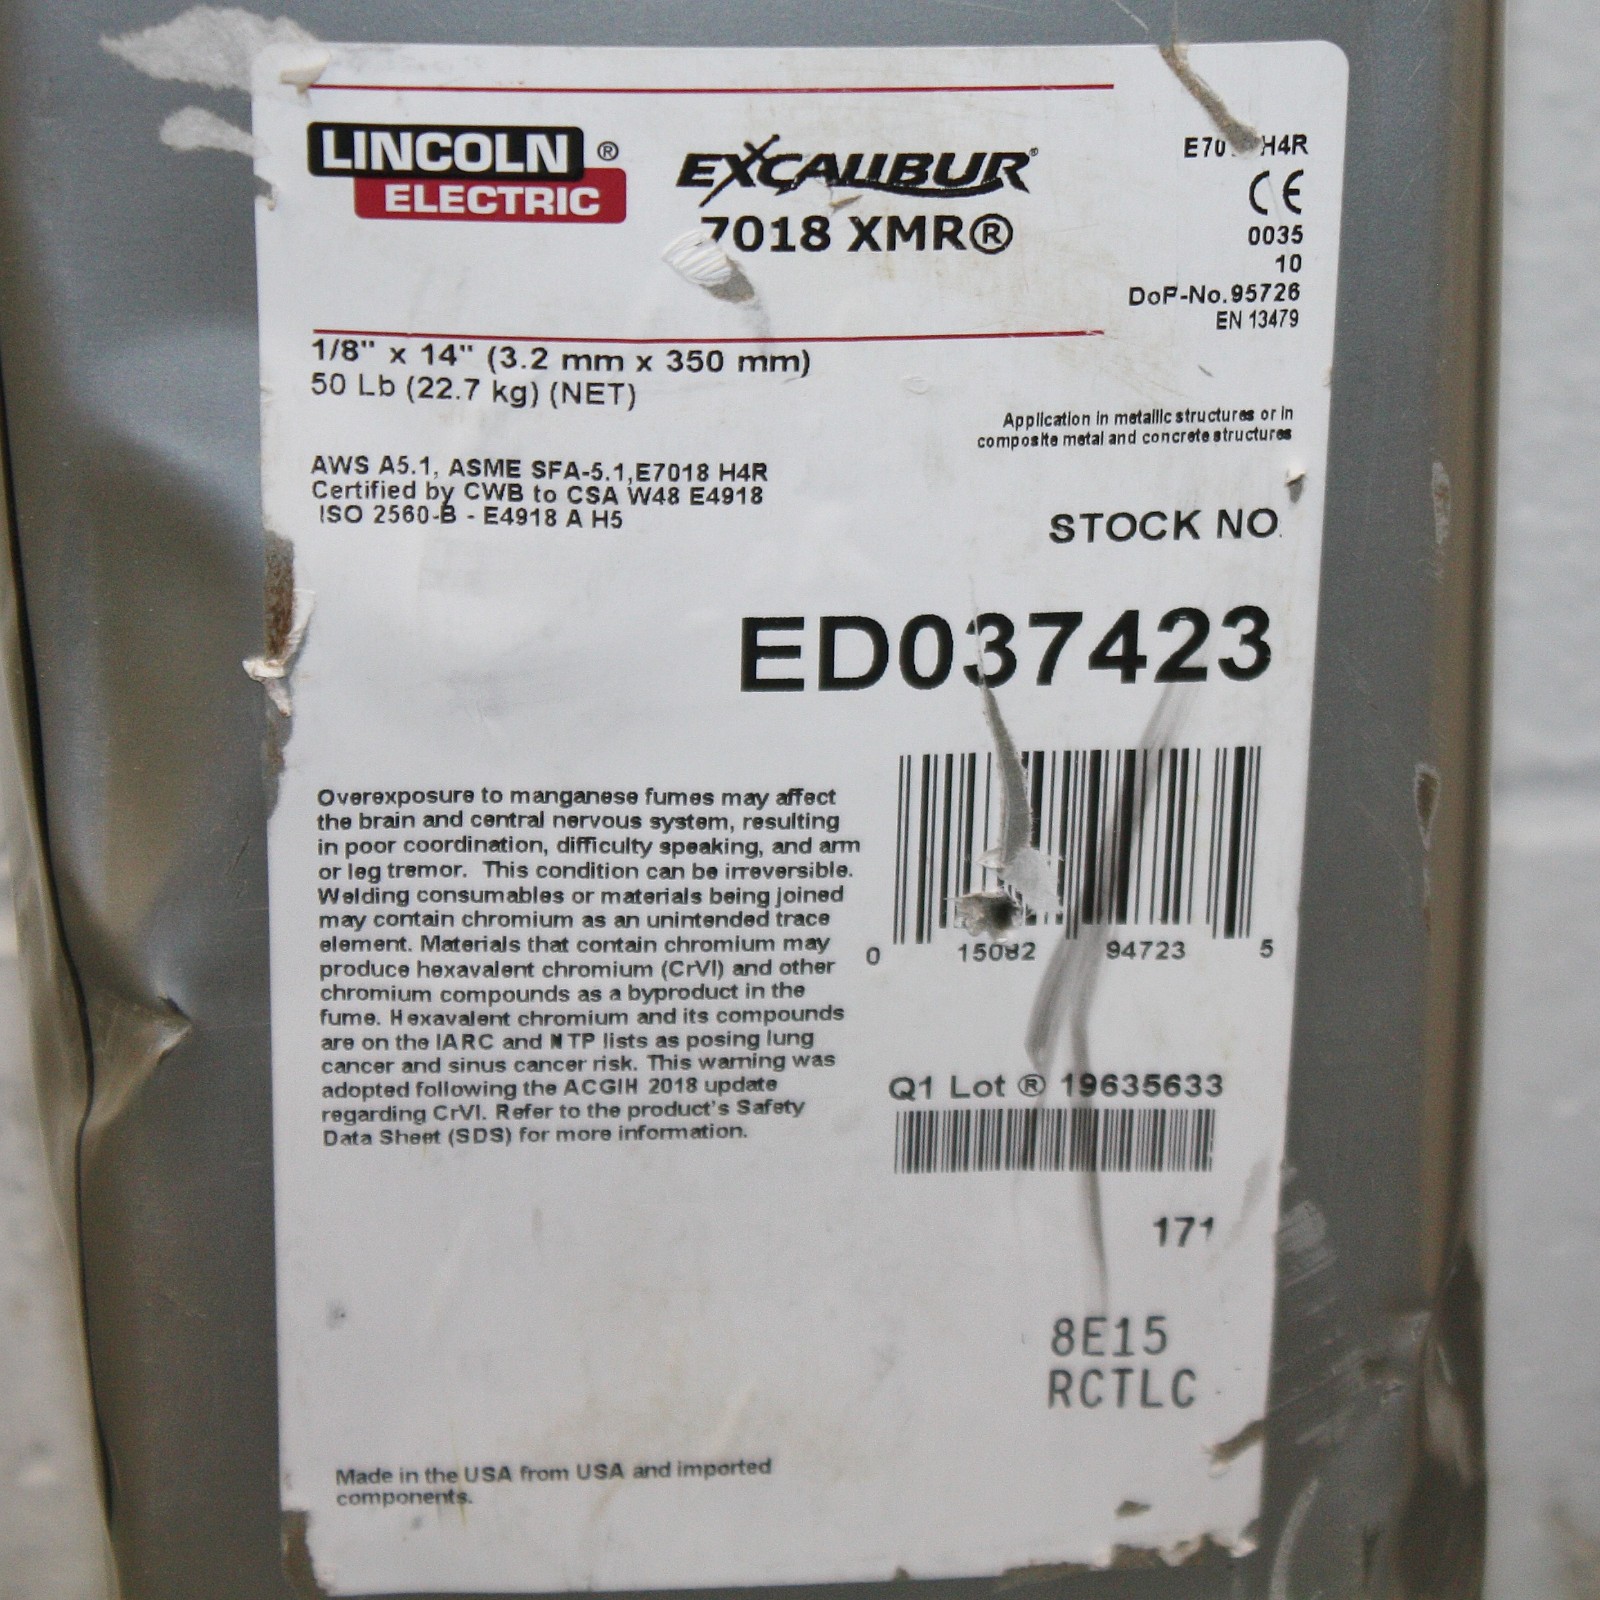 LINCOLN ®
ELECTRIC
EXCALIBUR®
7018 XMR®
E70 H4R
CE
0035
10
DoP-No.95726
EN 13479
1/8" x 14" (3.2 mm x 350 mm)
50 Lb (22.7 kg) (NET)
Application in metallic structures or in
composite metal and concrete structures
AWS A5.1, ASME SFA-5.1,E7018 H4R
Certified by CWB to CSA W48 E4918
ISO 2560-B - E4918 A H5
STOCK NO.
ED037423
Overexposure to manganese fumes may affect
the brain and central nervous system, resulting
in poor coordination, difficulty speaking, and arm
or leg tremor. This condition can be irreversible.
Welding consumables or materials being joined
may contain chromium as an unintended trace
element. Materials that contain chromium may
produce hexavalent chromium (CrVI) and other
chromium compounds as a byproduct in the
fume. Hexavalent chromium and its compounds
are on the IARC and NTP lists as posing lung
cancer and sinus cancer risk. This warning was
adopted following the ACGIH 2018 update
regarding CrVI. Refer to the product's Safety
Data Sheet (SDS) for more information.
0 15082 94723 5
Q1 Lot ® 19635633
171
8E15
RCTLC
Made in the USA from USA and imported
components.